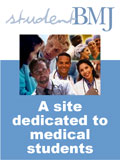 studentBMJ
A site
dedicated to
medical
students